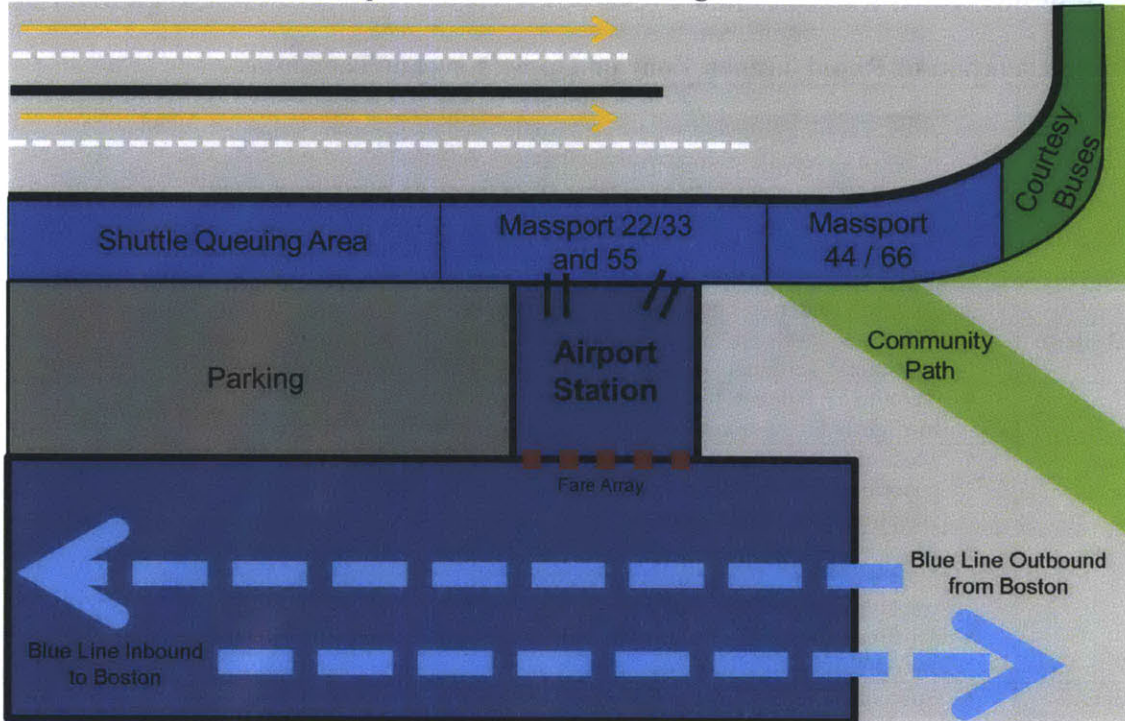 Courtesy
Buses
Shuttle Queuing Area
Massport 22/33
and 55
Massport
44 / 66
Parking
Airport
Station
Community
Path
Fare Array
Blue Line Outbound
from Boston
Blue Line Inbound
to Boston